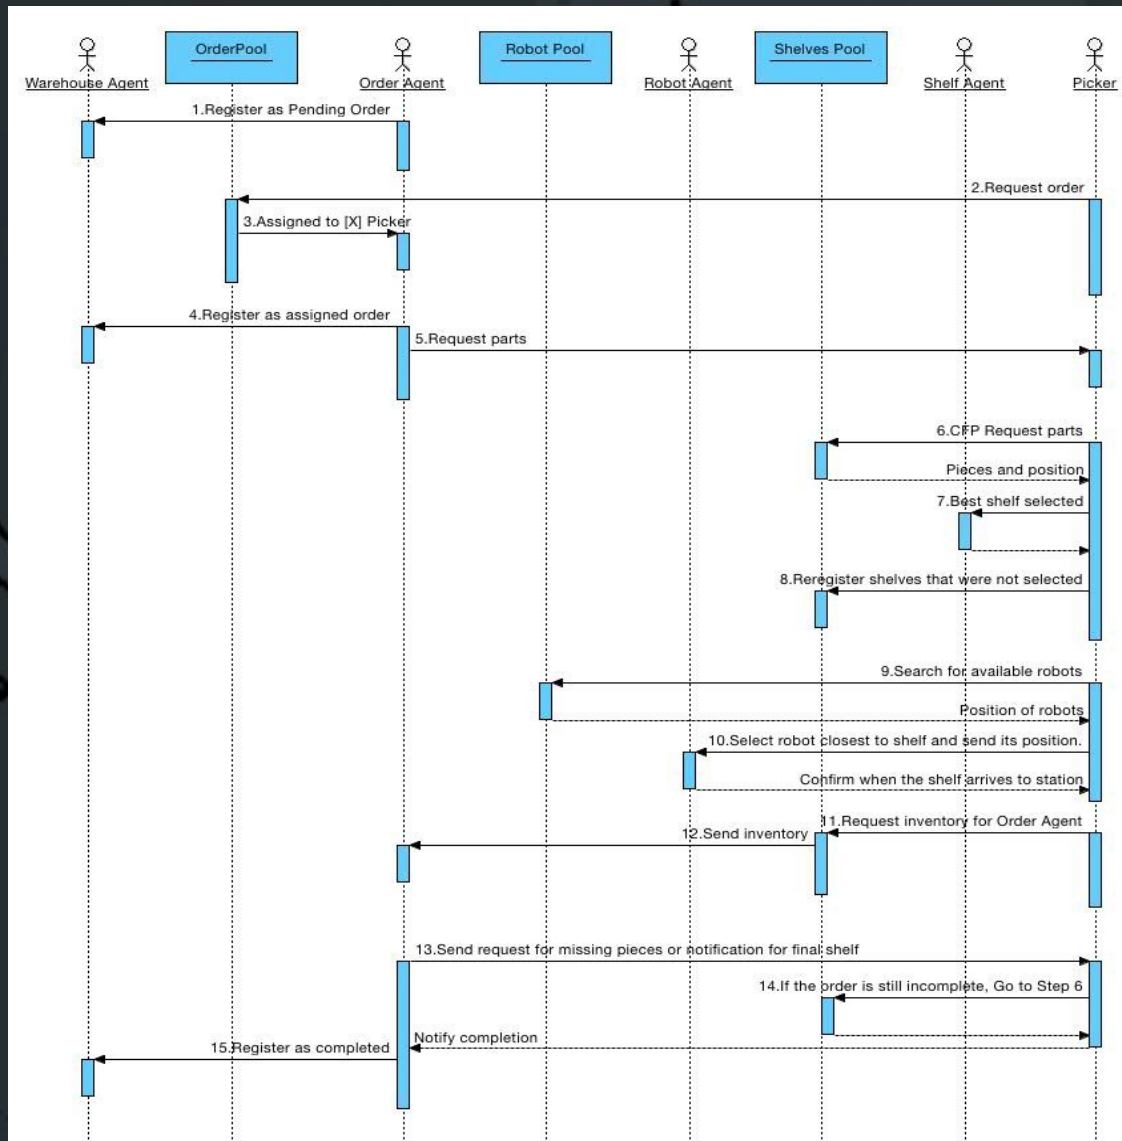 OrderPool
Robot Pool
Shelves Pool
Warehouse Agent
Order Agent
Robot Agent
Shelf Agent
Picker
1.Register as Pending Order
2.Request order
3.Assigned to [X] Picker
4.Register as assigned order
5.Request parts
6.CFP Request parts
Pieces and position
7.Best shelf selected
8.Reregister shelves that were not selected
9.Search for available robots
Position of robots
10.Select robot closest to shelf and send its position.
Confirm when the shelf arrives to station
11.Request inventory for Order Agent
12.Send inventory
13.Send request for missing pieces or notification for final shelf
14.If the order is still incomplete, Go to Step 6
Notify completion
15.Register as completed